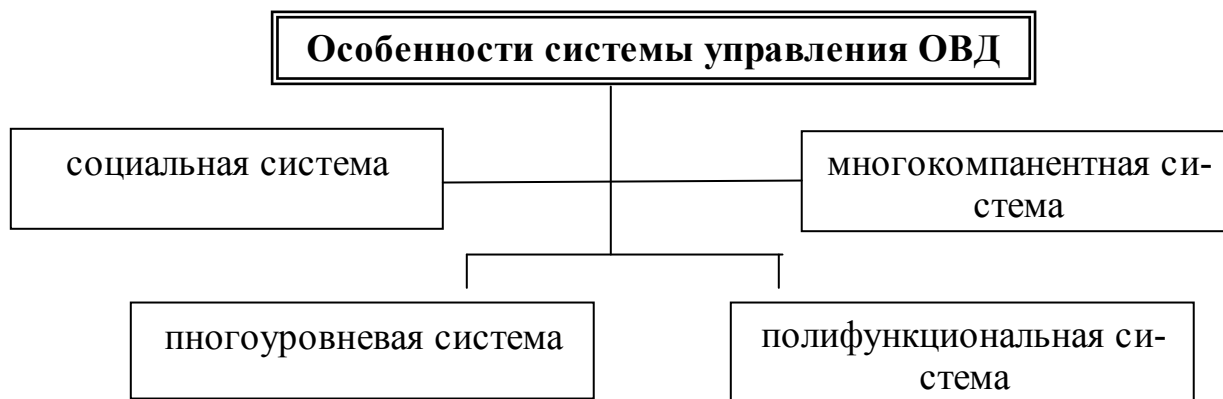 Особенности системы управления ОВД
социальная система
многокомпанентная си-
стема
пногоуровневая система
полифункциональная си-
стема